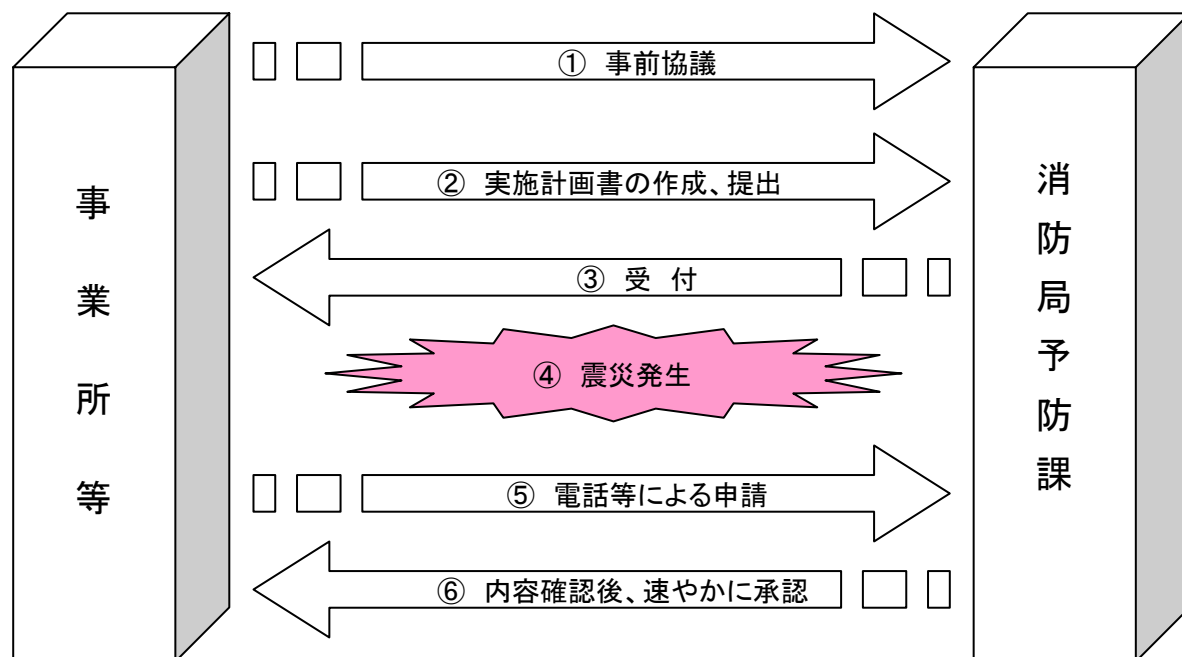 事業所等
① 事前協議
② 実施計画書の作成、提出
③ 受 付
④ 震災発生
⑤ 電話等による申請
⑥ 内容確認後、速やかに承認
消防局予防課